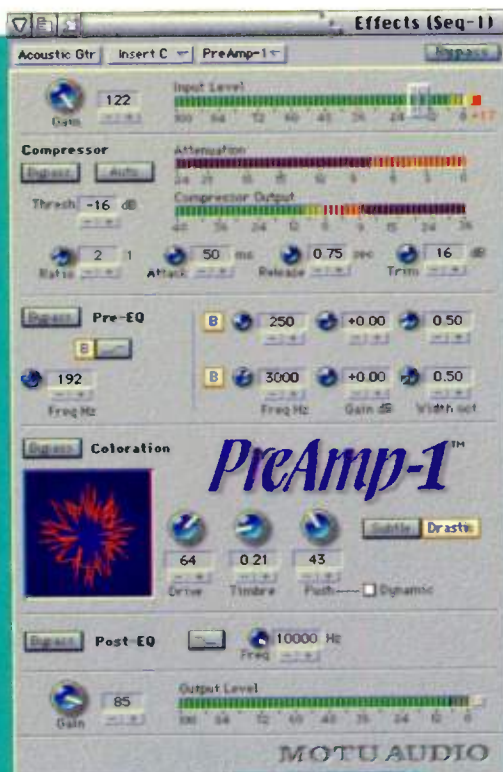 Effects (Seq-1)
Acoustic Gtr Insert C PreAmp-1 Bypass
Input Level
122
Gain
Compressor
Attenuation
Bypass Auto
Compressor Output
Thresh -16 dB
2 1 50 ms 0.75 sec 16 dB
Ratio Attack Release Trim
Bypass Pre-EQ
B 250 +0.00 0.50
B
192 B 3000 +0.00 0.50
Freq Hz Freq Hz Gain dB Width oct
Bypass Coloration
PreAmp-1™
Subtle Drastic
64 0.21 43
Drive Timbre Push Dynamic
Bypass Post-EQ 10000 Hz
Freq
Output Level
85
Gain
MOTU AUDIO